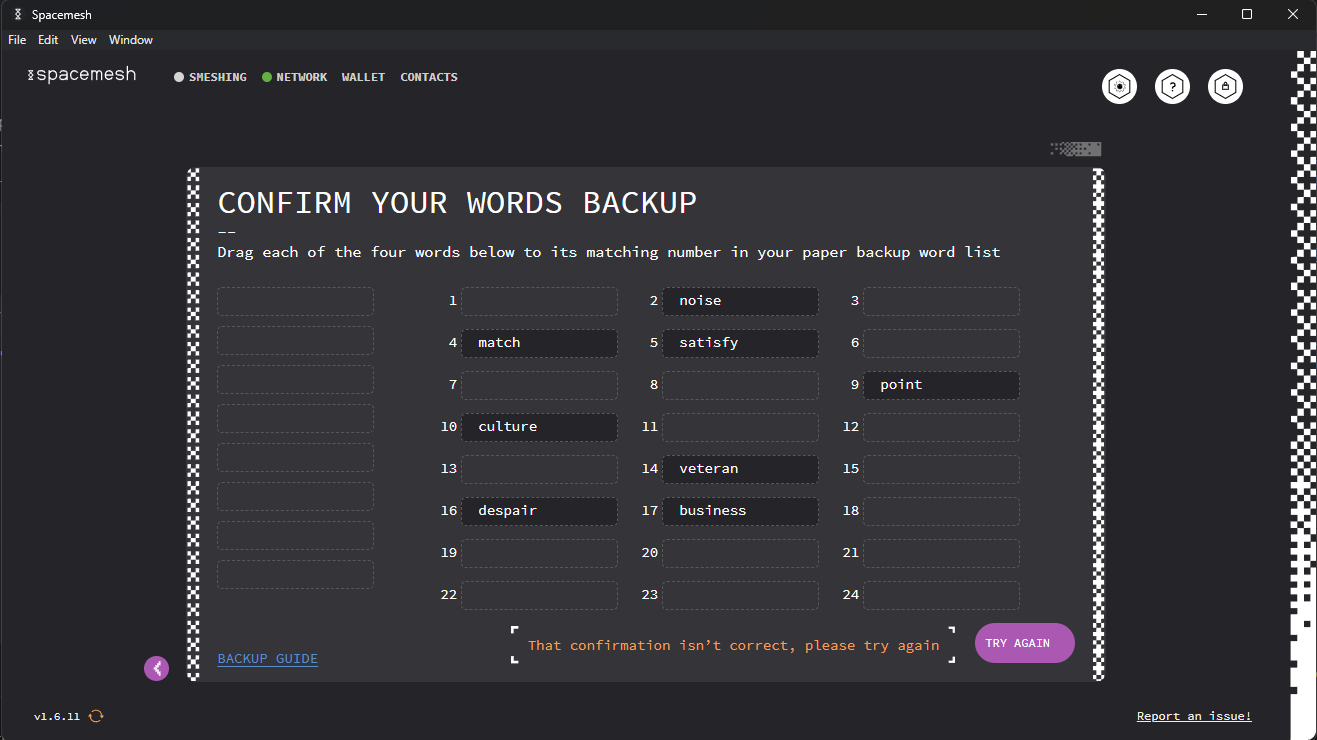 Spacemesh
File Edit View Window
spacemesh SMESHING NETWORK WALLET CONTACTS
?
CONFIRM YOUR WORDS BACKUP
--
Drag each of the four words below to its matching number in your paper backup word list
1 2 noise 3
4 match 5 satisfy 6
7 8 9 point
10 culture 11 12
13 14 veteran 15
16 despair 17 business 18
19 20 21
22 23 24
That confirmation isn't correct, please try again TRY AGAIN
BACKUP GUIDE
v1.6.11 Report an issue!